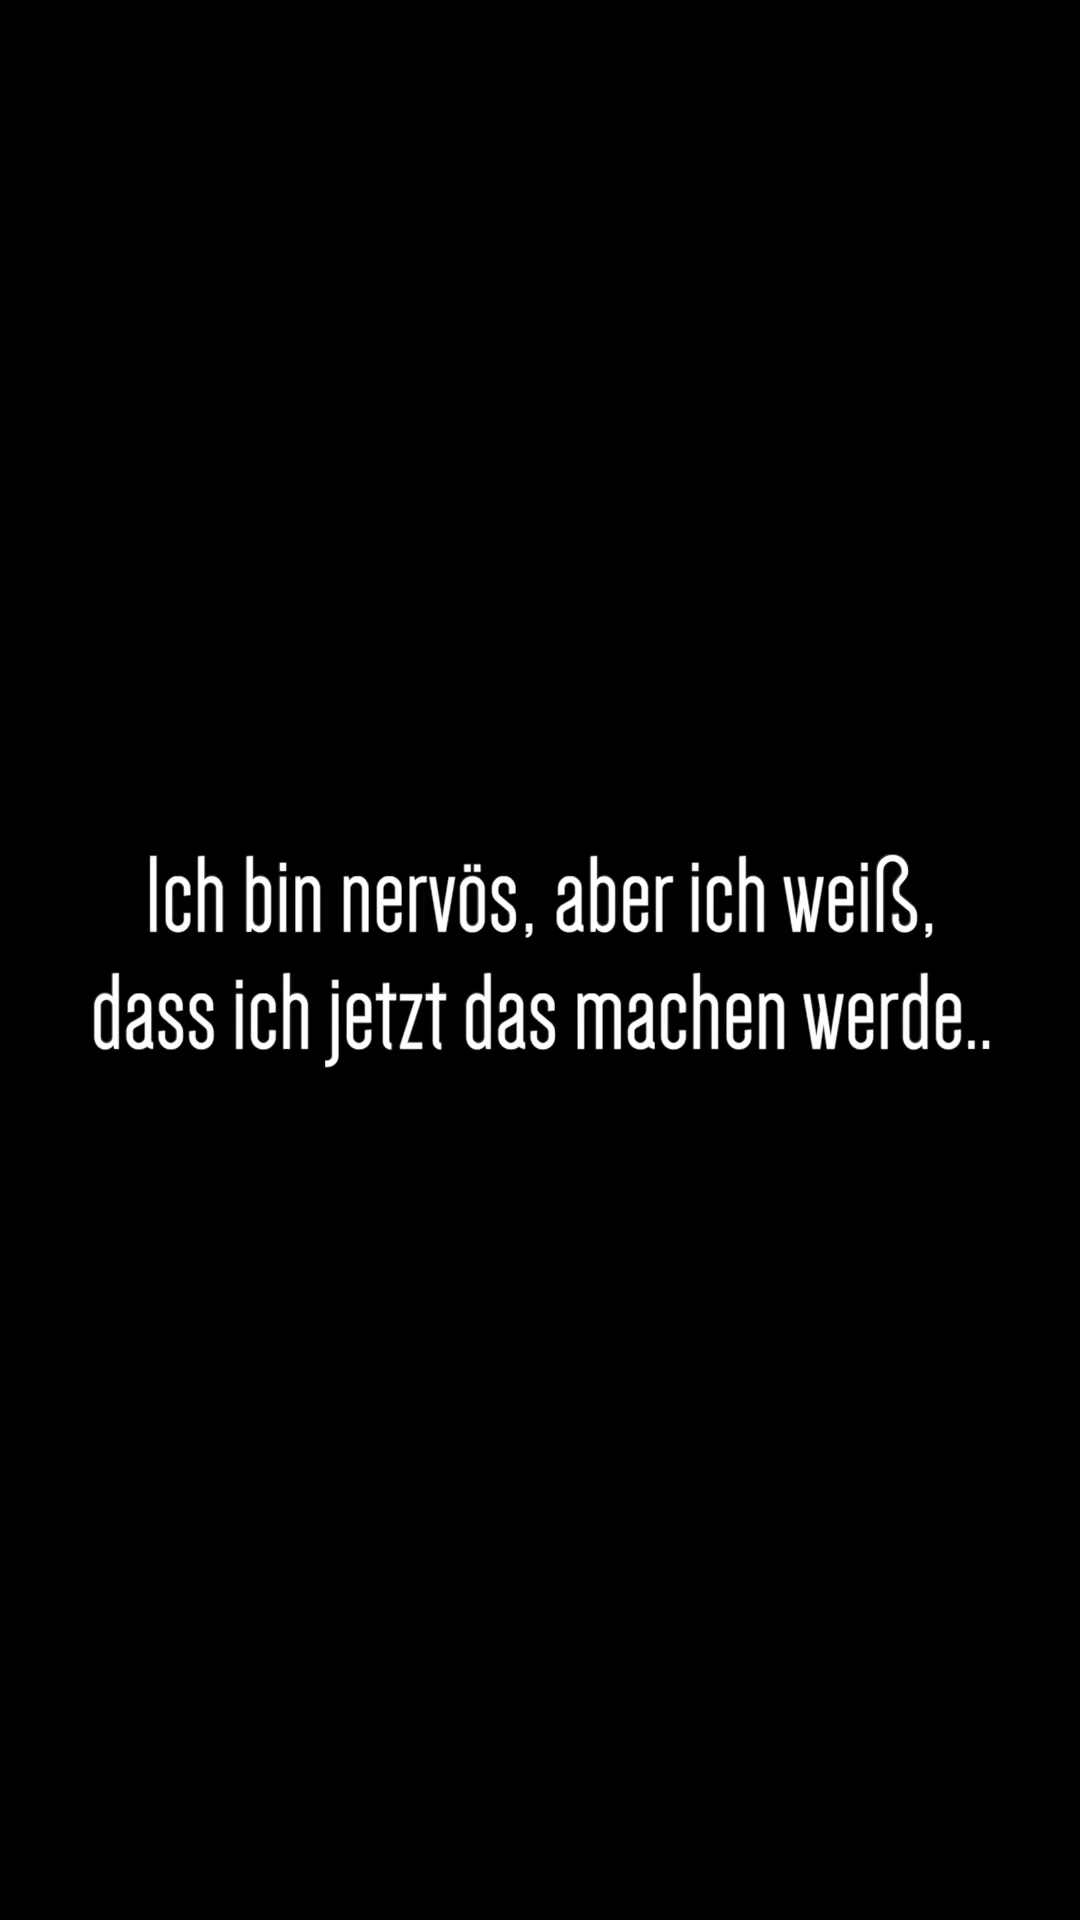 Ich bin nervös, aber ich weiß,
dass ich jetzt das machen werde..